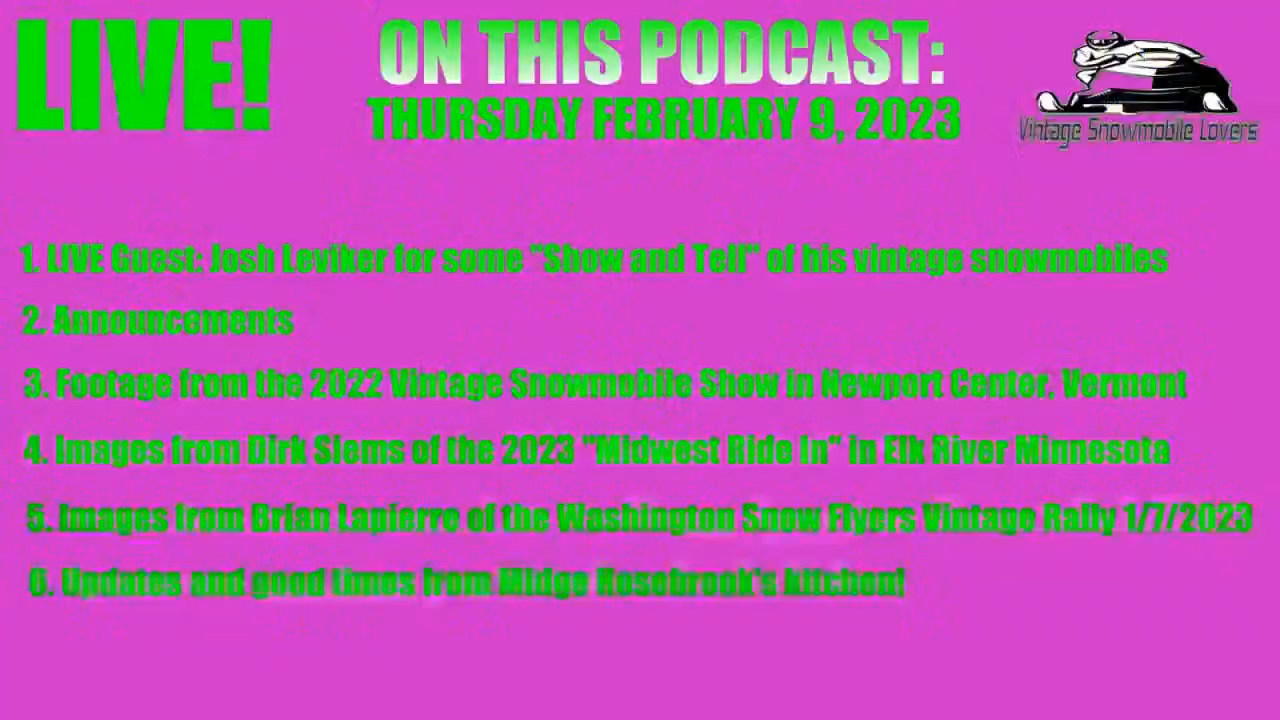 LIVE!
ON THIS PODCAST:
THURSDAY FEBRUARY 9, 2023
Vintage Snowmobile Lovers
1. LIVE Guest: Josh Leviker for some "Show and Tell" of his vintage snowmobiles
2. Announcements
3. Footage from the 2022 Vintage Snowmobile Show in Newport Center, Vermont
4. Images from Dirk Siems of the 2023 "Midwest Ride In" in Elk River Minnesota
5. Images from Brian Lapierre of the Washington Snow Flyers Vintage Rally 1/7/2023
6. Updates and good times from Midge Rosebrook's kitchen!